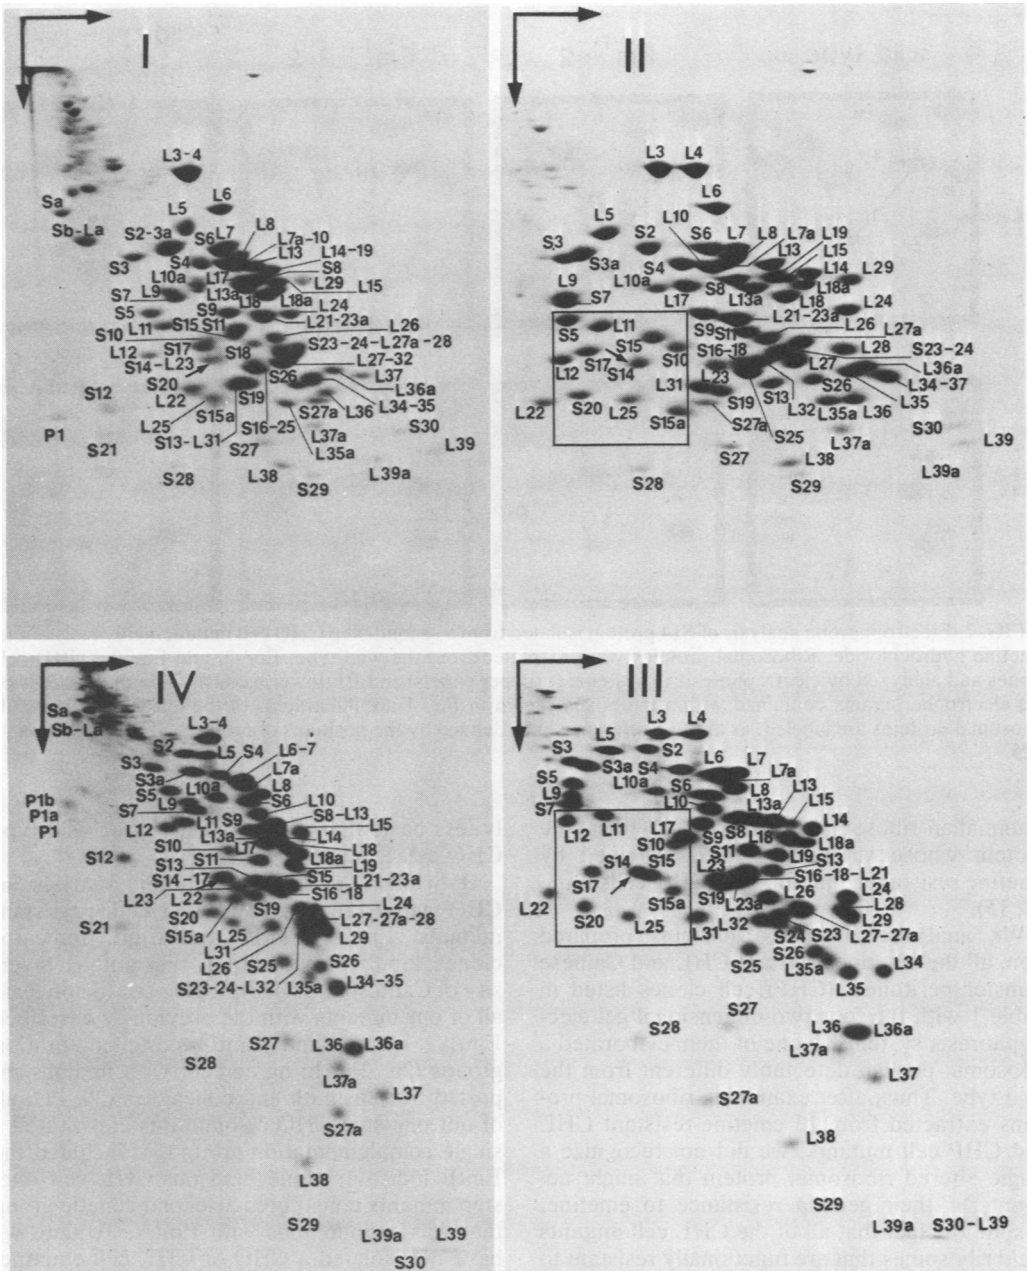 I
L3-4
L6
Sa
L5
L8
Sb-La
S2-3a
S6
L7
L7a-10
L13
L14-19
S3
S4
S8
L10a
L17
L29
L15
S7
L9
L13a
L18
L18a
S5
S9
L24
L11
S15
S11
L21-23a
S10
L26
L12
S17
S18
S23-24-L27a-28
S14-L23
L27-32
S26
L37
S12
S20
L36a
L22
S19
L36
L34-35
S15a
S27a
P1
L25
S16-25
S30
S13-L31
L37a
S21
S27
L35a
L39
S28
L38
L39a
S29
II
L3
L4
L6
L10
L5
S2
S6
L7
L8
L7a
L19
S3
L13
L15
S3a
S4
L14
L29
L9
L10a
S8
L18a
S7
L17
L13a
L18
L24
S5
L11
S9
S11
L21-23a
L26
L27a
S15
S10
S16-18
L28
S23-24
S17
S14
L27
L36a
L12
L31
L23
S26
L34-37
S20
S19
S13
L35
L22
L25
L32
L35a
L36
S15a
S27a
S25
L37a
S30
S27
L39
L38
S28
S29
L39a
IV
Sa
L3-4
Sb-La
S2
L5
S4
L6-7
S3
L7a
S3a
L8
S5
L10a
P1b
L9
S6
L10
P1a
S7
S9
S8-L13
P1
L11
L15
L12
L13a
L14
S10
L17
L18
S12
S13
S11
L18a
L19
S14-17
S15
L21-23a
L23
S16-18
L22
L24
S20
S19
L27-27a-28
S21
S15a
L25
L29
L31
L26
S25
S26
S23-24-L32
L35a
L34-35
S27
L36
L36a
S28
L37a
L37
S27a
L38
S29
L39a
L39
S30
III
L3
L4
S3
L5
S2
S3a
S4
L6
L7
S5
L10a
L7a
L9
S6
L8
L13
S7
L10
L13a
L15
L12
L11
L17
S9
S8
L18
L14
S10
S11
L18a
S14
S15
L23
L19
S13
S17
S16-18-L21
L22
S15a
S19
L26
L24
L23a
L28
S20
L25
L31
L32
L29
S24
S23
L27-27a
S25
S26
L35a
L34
L35
S27
L36
L36a
S28
L37a
L37
S27a
L38
S29
L39a
S30-L39